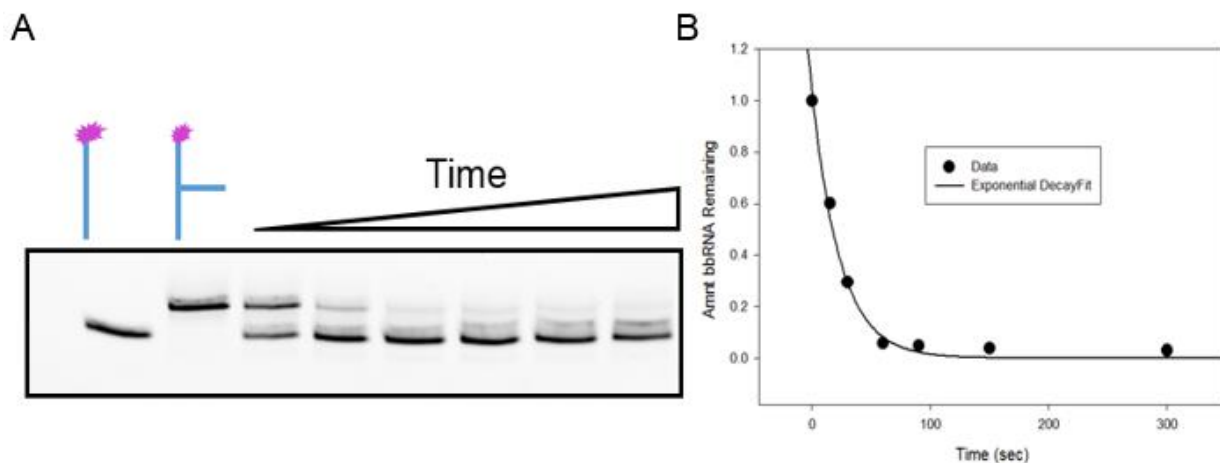 A
Time
B
1.2
1.0
0.8
0.6
0.4
0.2
0.0
Amnt bbRNA Remaining
Data
Exponential DecayFit
0
100
200
300
Time (sec)